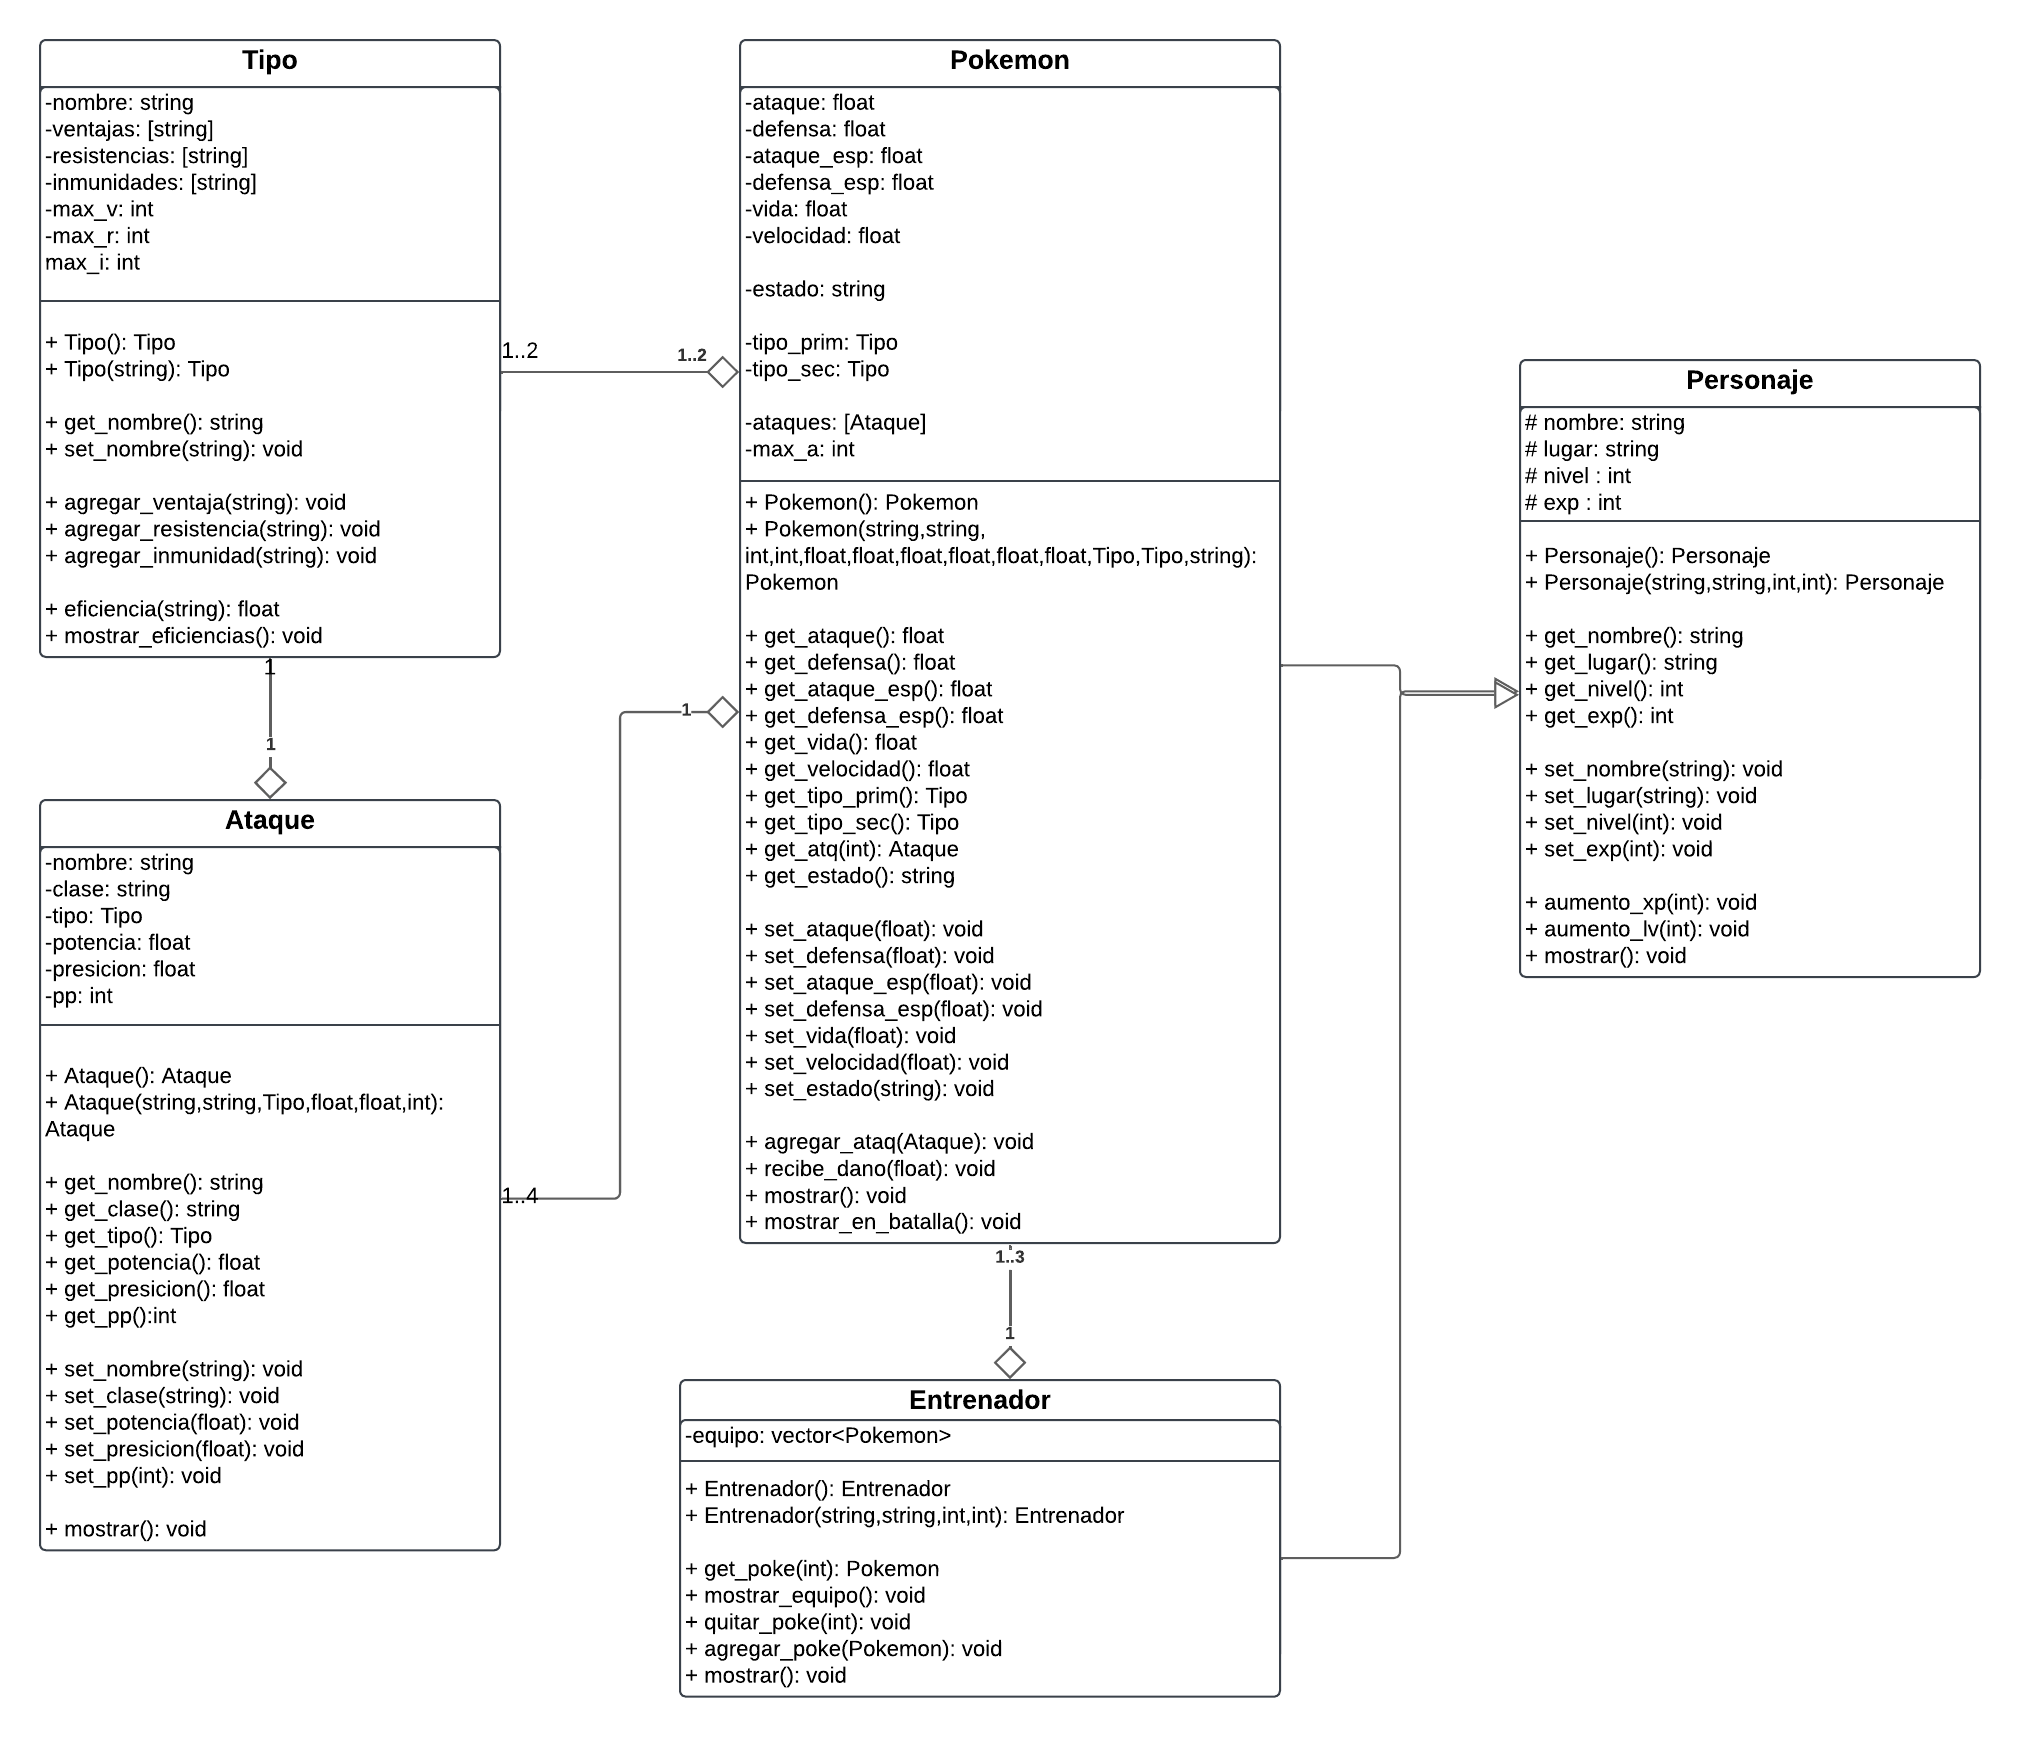 Tipo
-nombre: string
-ventajas: [string]
-resistencias: [string]
-inmunidades: [string]
-max_v: int
-max_r: int
max_i: int
+ Tipo(): Tipo
+ Tipo(string): Tipo
+ get_nombre(): string
+ set_nombre(string): void
+ agregar_ventaja(string): void
+ agregar_resistencia(string): void
+ agregar_inmunidad(string): void
+ eficiencia(string): float
+ mostrar_eficiencias(): void
1..2
1..2
1
1
Ataque
-nombre: string
-clase: string
-tipo: Tipo
-potencia: float
-presicion: float
-pp: int
+ Ataque(): Ataque
+ Ataque(string,string,Tipo,float,float,int):
Ataque
+ get_nombre(): string
+ get_clase(): string
+ get_tipo(): Tipo
+ get_potencia(): float
+ get_presicion(): float
+ get_pp():int
+ set_nombre(string): void
+ set_clase(string): void
+ set_potencia(float): void
+ set_presicion(float): void
+ set_pp(int): void
+ mostrar(): void
1..4
1
Pokemon
-ataque: float
-defensa: float
-ataque_esp: float
-defensa_esp: float
-vida: float
-velocidad: float
-estado: string
-tipo_prim: Tipo
-tipo_sec: Tipo
-ataques: [Ataque]
-max_a: int
+ Pokemon(): Pokemon
+ Pokemon(string,string,
int,int,float,float,float,float,float,float,Tipo,Tipo,string):
Pokemon
+ get_ataque(): float
+ get_defensa(): float
+ get_ataque_esp(): float
+ get_defensa_esp(): float
+ get_vida(): float
+ get_velocidad(): float
+ get_tipo_prim(): Tipo
+ get_tipo_sec(): Tipo
+ get_atq(int): Ataque
+ get_estado(): string
+ set_ataque(float): void
+ set_defensa(float): void
+ set_ataque_esp(float): void
+ set_defensa_esp(float): void
+ set_vida(float): void
+ set_velocidad(float): void
+ set_estado(string): void
+ agregar_ataq(Ataque): void
+ recibe_dano(float): void
+ mostrar(): void
+ mostrar_en_batalla(): void
1..3
1
Entrenador
-equipo: vector<Pokemon>
+ Entrenador(): Entrenador
+ Entrenador(string,string,int,int): Entrenador
+ get_poke(int): Pokemon
+ mostrar_equipo(): void
+ quitar_poke(int): void
+ agregar_poke(Pokemon): void
+ mostrar(): void
Personaje
# nombre: string
# lugar: string
# nivel : int
# exp : int
+ Personaje(): Personaje
+ Personaje(string,string,int,int): Personaje
+ get_nombre(): string
+ get_lugar(): string
+ get_nivel(): int
+ get_exp(): int
+ set_nombre(string): void
+ set_lugar(string): void
+ set_nivel(int): void
+ set_exp(int): void
+ aumento_xp(int): void
+ aumento_lv(int): void
+ mostrar(): void